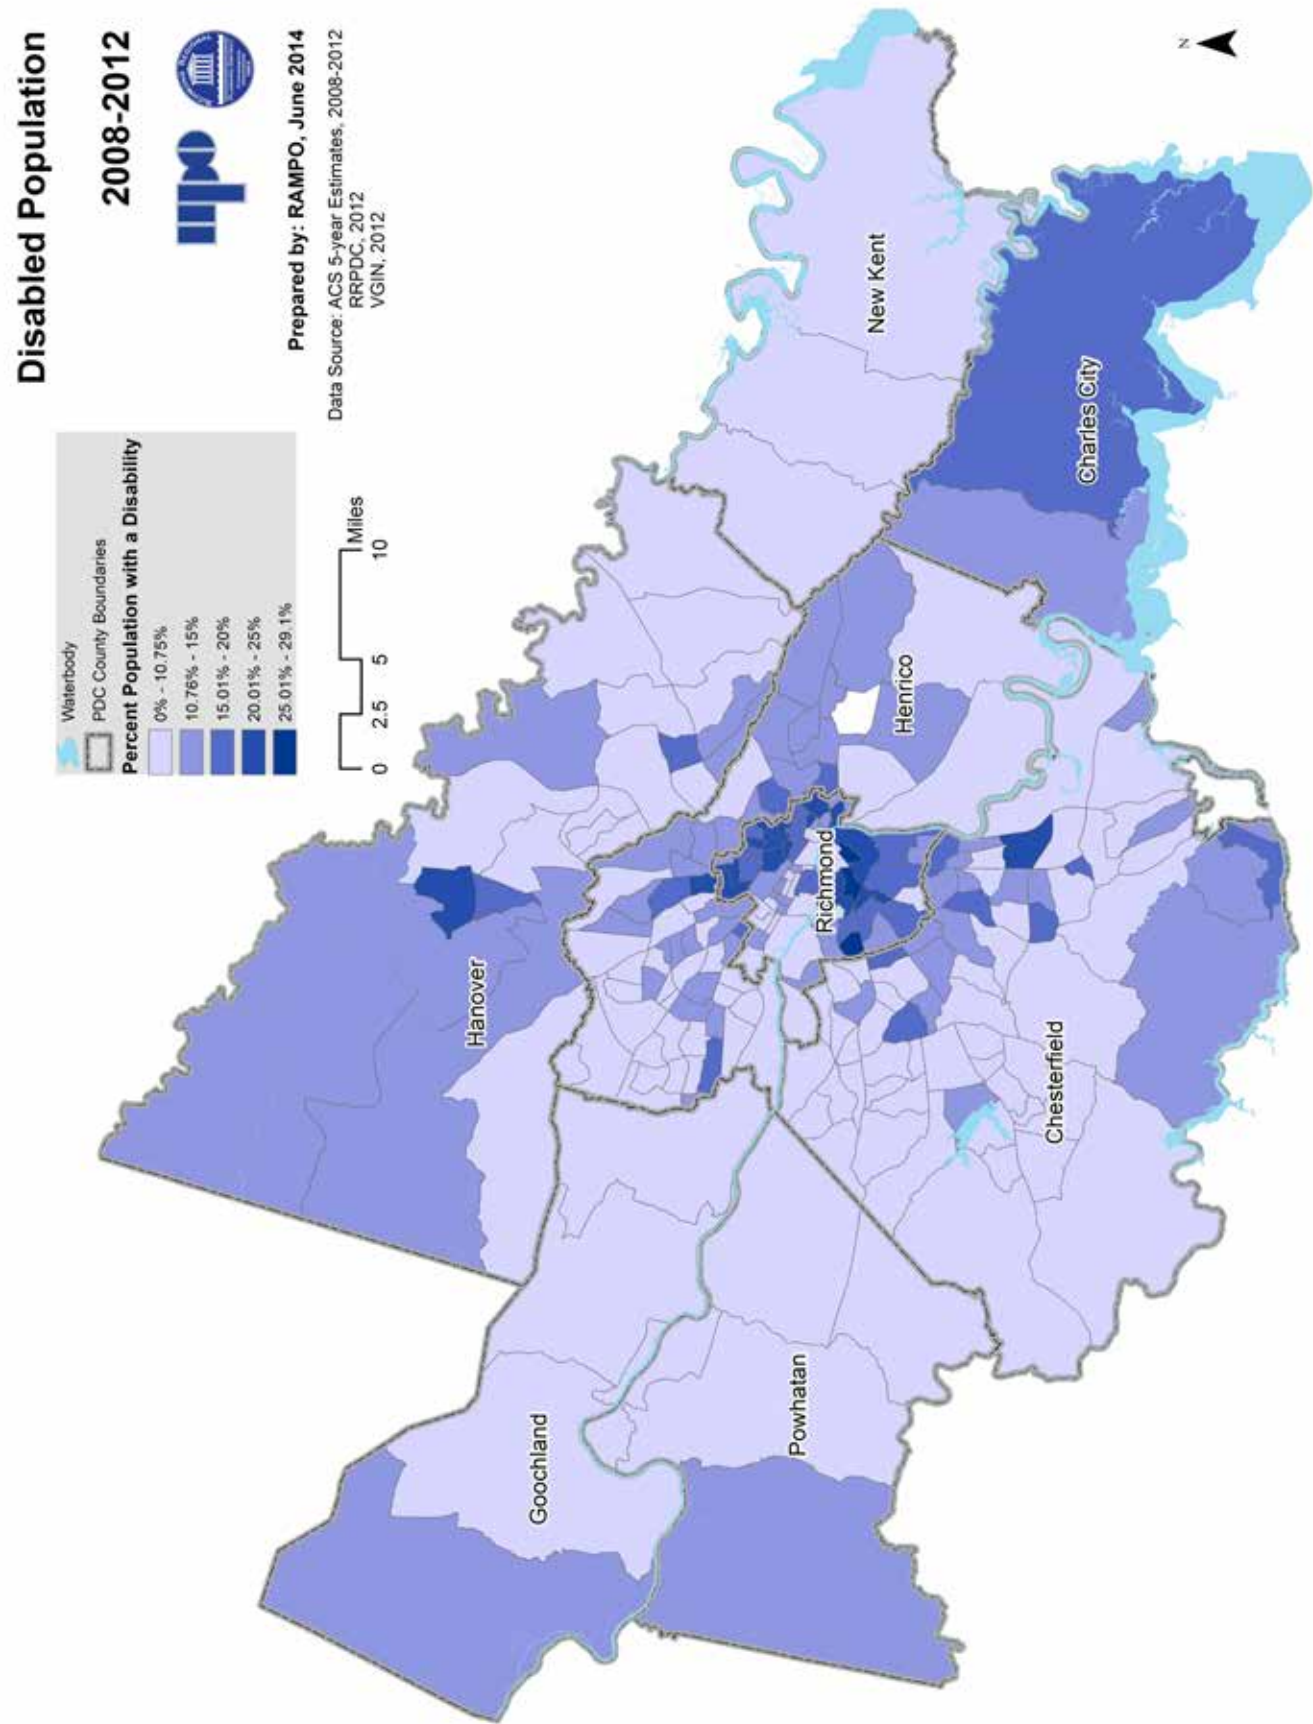 Disabled Population
2008-2012
Prepared by: RAMPO, June 2014
Data Source: ACS 5-year Estimates, 2008-2012
RRPDC, 2012
VGIN, 2012
Waterbody
PDC County Boundaries
Percent Population with a Disability
0% - 10.75%
10.76% - 15%
15.01% - 20%
20.01% - 25%
25.01% - 29.1%
0 2.5 5 10
Miles
N
Hanover
Goochland
Powhatan
Richmond
Henrico
New Kent
Charles City
Chesterfield